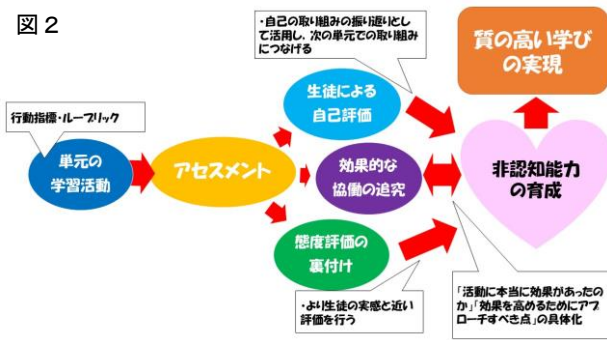 図２
・自己の取り組みの振り返りとし
て活用し、次の単元での取り組み
につなげる
質の高い学び
の実現
行動指標・ルーブリック
生徒による
自己評価
単元の
学習活動
アセスメント
効果的な
協働の追究
非認知能力
の育成
態度評価の
裏付け
・より生徒の実感と近い
評価を行う
「活動に本当に効果があったの
か」「効果を高めるためにアプ
ローチすべき点」の具体化